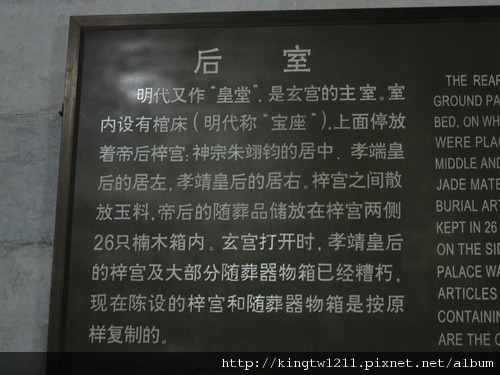 后 室
明代又作“皇堂”,是玄宫的主室。室
内设有棺床(明代称“宝座”),上面停放
着帝后梓宫:神宗朱翊钧的居中,孝端皇
后的居左,孝靖皇后的居右。梓宫之间散
放玉料,帝后的随葬品储放在梓宫两侧
26只楠木箱内。玄宫打开时,孝靖皇后
的梓宫及大部分随葬器物箱已经糟朽,
现在陈设的梓宫和随葬器物箱是按原
样复制的。
THE REAR
GROUND PA
BED, ON WH
WERE PLAC
MIDDLE AND
JADE MATE
BURIAL ART
KEPT IN 26
ON THE SID
PALACE WA
ARTICLES
CONTAINING
ARE THE C
http://kingtw1211.pixnet.net/album